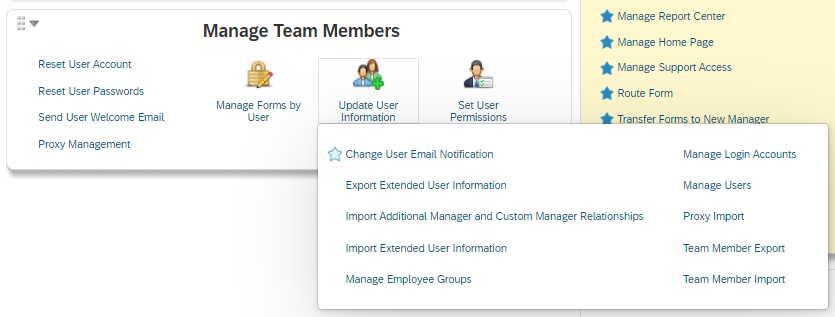 Manage Team Members
Reset User Account
Reset User Passwords
Send User Welcome Email
Proxy Management
Manage Forms by
User
Update User
Information
Set User
Permissions
Manage Report Center
Manage Home Page
Manage Support Access
Route Form
Transfer Forms to New Manager
Change User Email Notification
Export Extended User Information
Import Additional Manager and Custom Manager Relationships
Import Extended User Information
Manage Employee Groups
Manage Login Accounts
Manage Users
Proxy Import
Team Member Export
Team Member Import